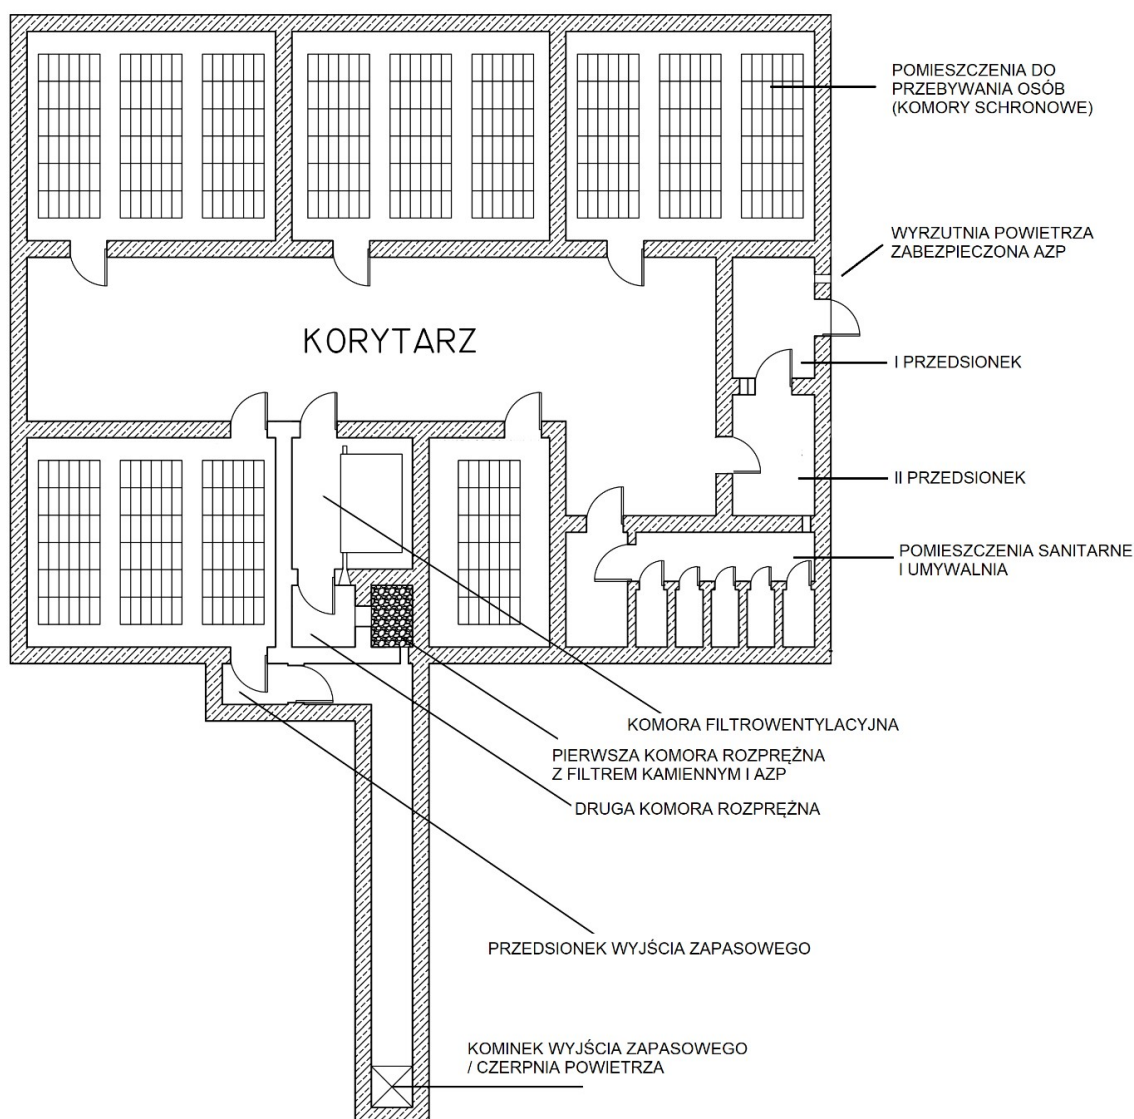 POMIESZCZENIA DO
PRZEBYWANIA OSÓB
(KOMORY SCHRONOWE)
WYRZUTNIA POWIETRZA
ZABEZPIECZONA AZP
KORYTARZ
I PRZEDSIONEK
II PRZEDSIONEK
POMIESZCZENIA SANITARNE
I UMYWALNIA
KOMORA FILTROWENTYLACYJNA
PIERWSZA KOMORA ROZPRĘŻNA
Z FILTREM KAMIENNYM I AZP
DRUGA KOMORA ROZPRĘŻNA
PRZEDSIONEK WYJŚCIA ZAPASOWEGO
KOMINEK WYJŚCIA ZAPASOWEGO
/ CZERPNIA POWIETRZA